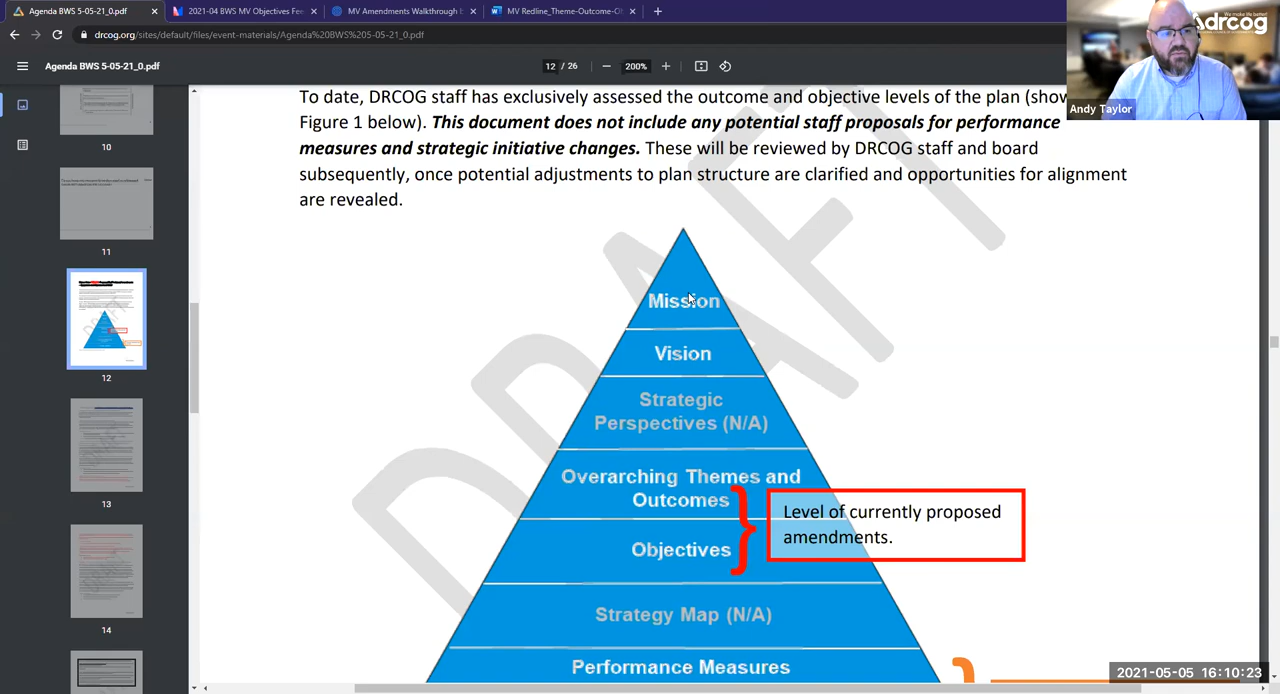 Agenda BWS 5-05-21_0.pdf
2021-04 BWS MV Objectives Fee
MV Amendments Walkthrough
MV Redline_Theme-Outcome-O
drcog.org/sites/default/files/event-materials/Agenda%20BWS%205-05-21_0.pdf
We make life better!
drcog
Agenda BWS 5-05-21_0.pdf
12 / 26
200%
Andy Taylor
10
11
12
13
14
To date, DRCOG staff has exclusively assessed the outcome and objective levels of the plan (show
Figure 1 below). This document does not include any potential staff proposals for performance
measures and strategic initiative changes. These will be reviewed by DRCOG staff and board
subsequently, once potential adjustments to plan structure are clarified and opportunities for alignment
are revealed.
DRAFT
Mission
Vision
Strategic
Perspectives (N/A)
Overarching Themes and
Outcomes
Level of currently proposed
amendments.
Objectives
Strategy Map (N/A)
Performance Measures
2021-05-05 16:10:23